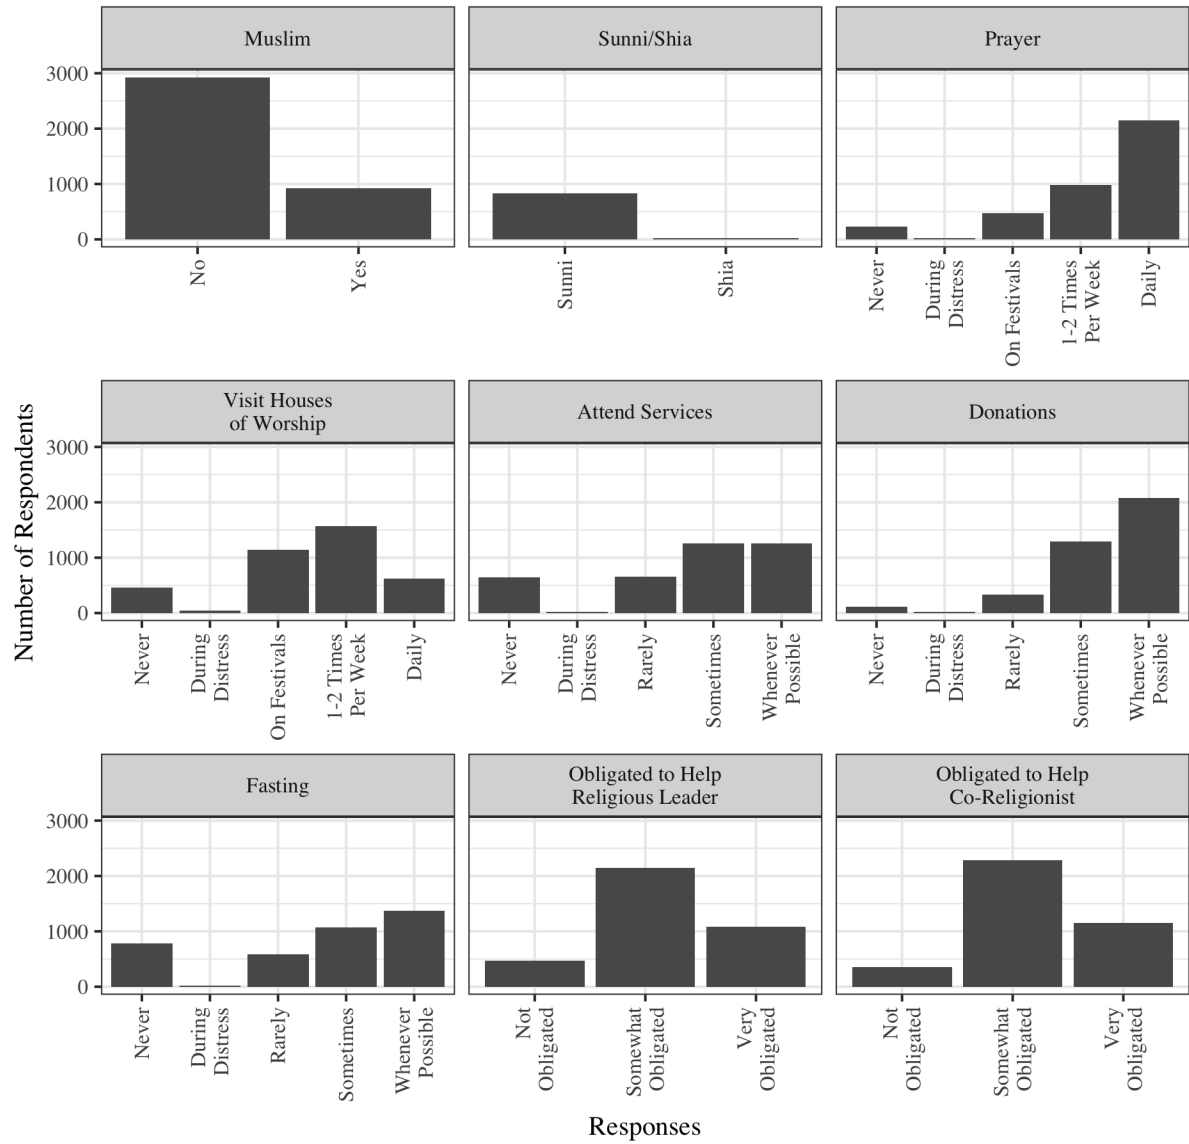 Muslim
Sunni/Shia
Prayer
3000
2000
1000
0
No
Yes
Sunni
Shia
Never
During
Distress
On Festivals
1-2 Times
Per Week
Daily
Number of Respondents
Visit Houses
of Worship
Attend Services
Donations
3000
2000
1000
0
Never
During
Distress
On Festivals
1-2 Times
Per Week
Daily
Never
During
Distress
Rarely
Sometimes
Whenever
Possible
Never
During
Distress
Rarely
Sometimes
Whenever
Possible
Fasting
Obligated to Help
Religious Leader
Obligated to Help
Co-Religionist
3000
2000
1000
0
Never
During
Distress
Rarely
Sometimes
Whenever
Possible
Not
Obligated
Somewhat
Obligated
Very
Obligated
Not
Obligated
Somewhat
Obligated
Very
Obligated
Responses